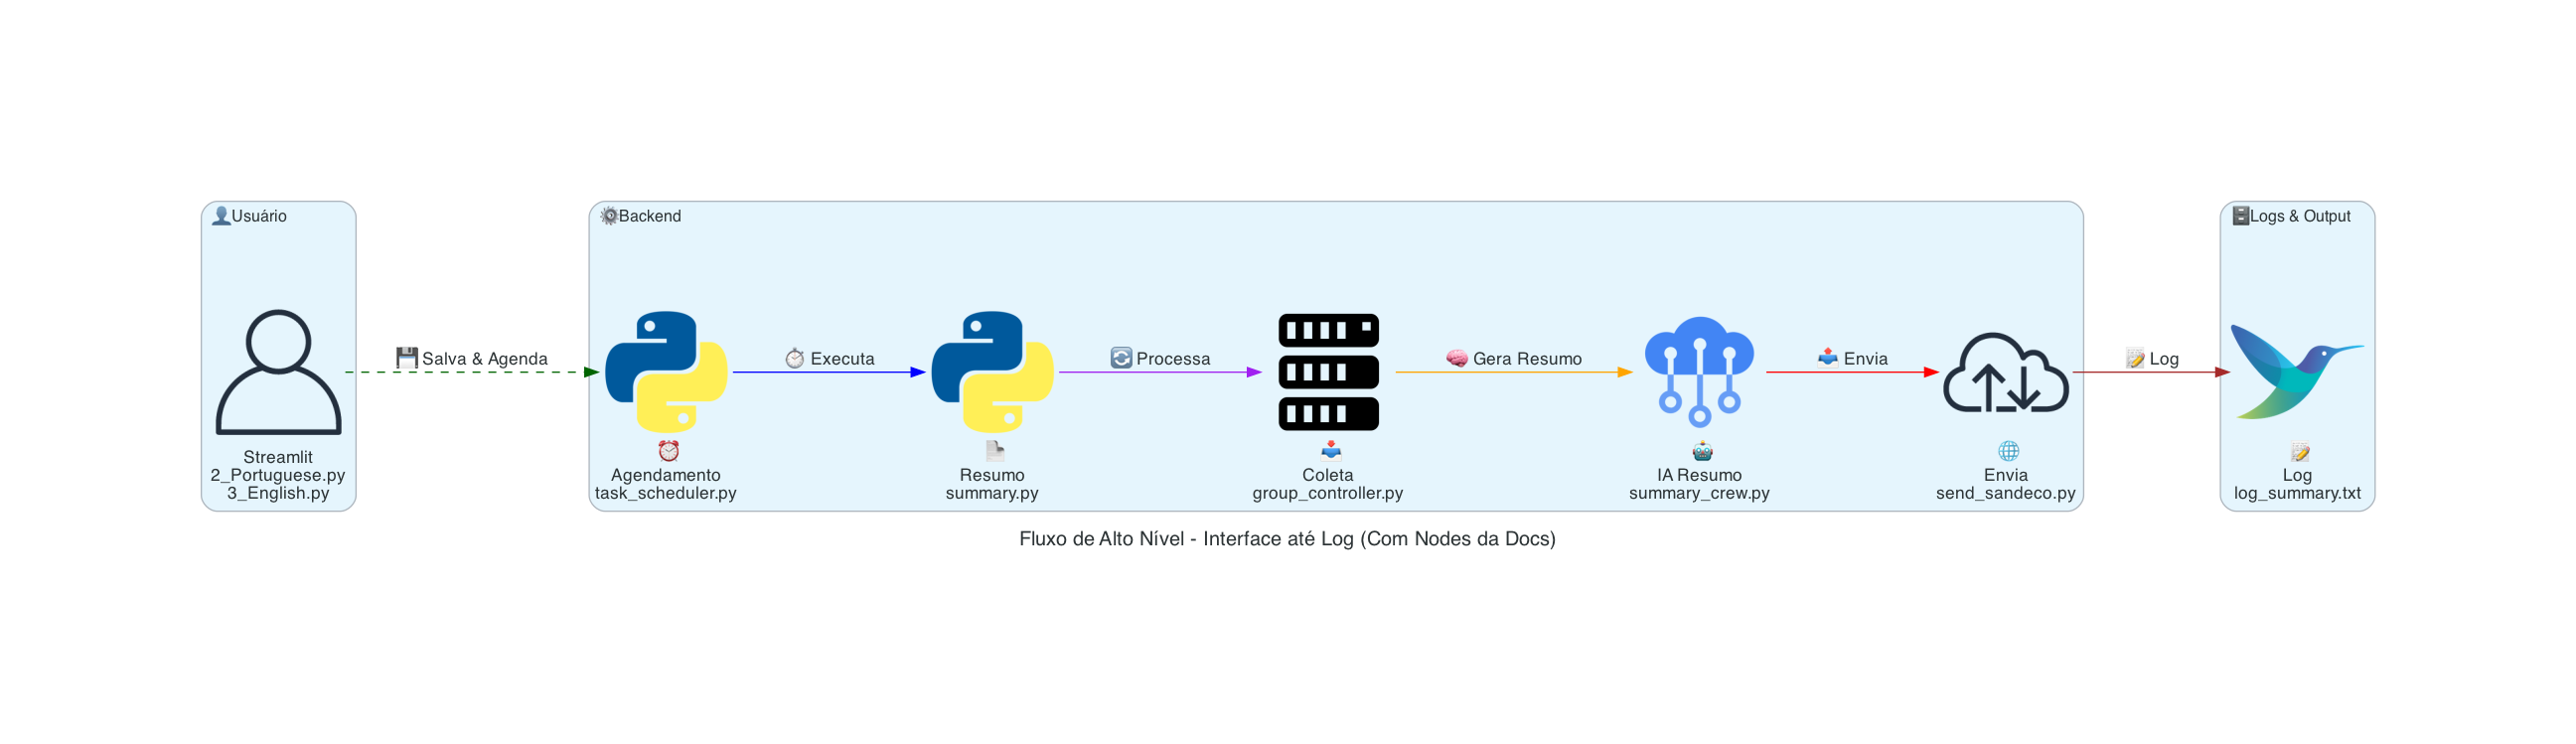 👤Usuário
⚙Backend
🗄Logs & Output
💾 Salva & Agenda
⏱ Executa
🔄 Processa
🧠 Gera Resumo
📤 Envia
📝 Log
Streamlit
2_Portuguese.py
3_English.py
⏰
Agendamento
task_scheduler.py
📄
Resumo
summary.py
📥
Coleta
group_controller.py
🤖
IA Resumo
summary_crew.py
🌐
Envia
send_sandeco.py
📝
Log
log_summary.txt
Fluxo de Alto Nível - Interface até Log (Com Nodes da Docs)